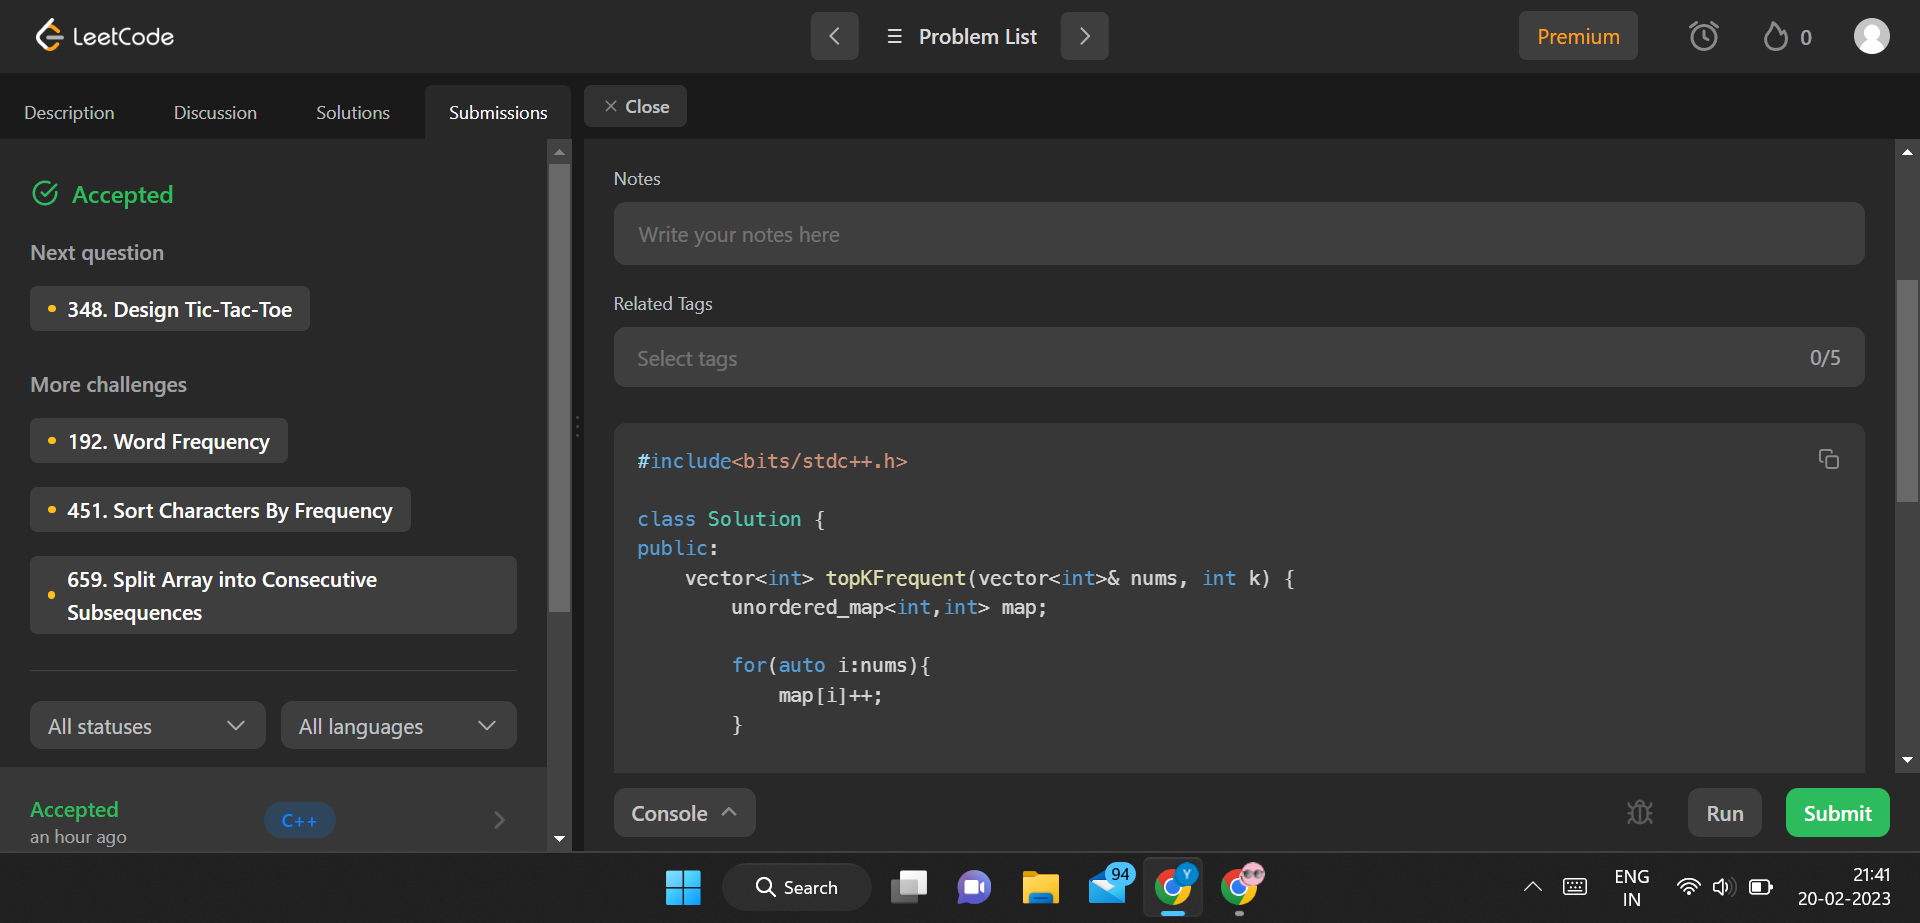 LeetCode
Problem List
Premium
0
Description
Discussion
Solutions
Submissions
Close
Accepted
Next question
348. Design Tic-Tac-Toe
More challenges
192. Word Frequency
451. Sort Characters By Frequency
659. Split Array into Consecutive
Subsequences
All statuses
All languages
Accepted
an hour ago
C++
Notes
Write your notes here
Related Tags
Select tags
0/5
#include<bits/stdc++.h>
class Solution {
public:
    vector<int> topKFrequent(vector<int>& nums, int k) {
        unordered_map<int,int> map;
        for(auto i:nums){
            map[i]++;
        }
Console
Run
Submit
Search
94
Y
ENG
IN
21:41
20-02-2023